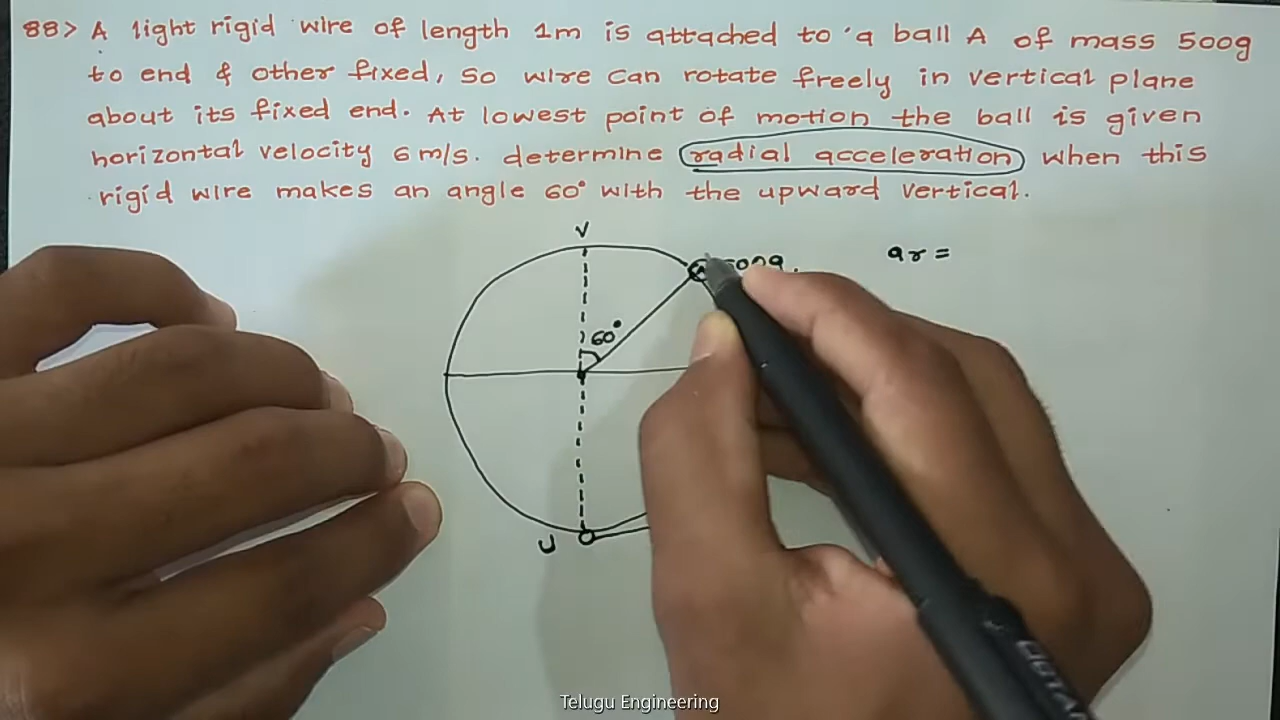 88> A light rigid wire of length 1m is attached to a ball A of mass 500g
to end & other fixed, so wire can rotate freely in vertical plane
about its fixed end. At lowest point of motion the ball is given
horizontal velocity 6 m/s. determine radial acceleration when this
rigid wire makes an angle 60° with the upward vertical.
V
500g.
ar =
60°
U
Telugu Engineering